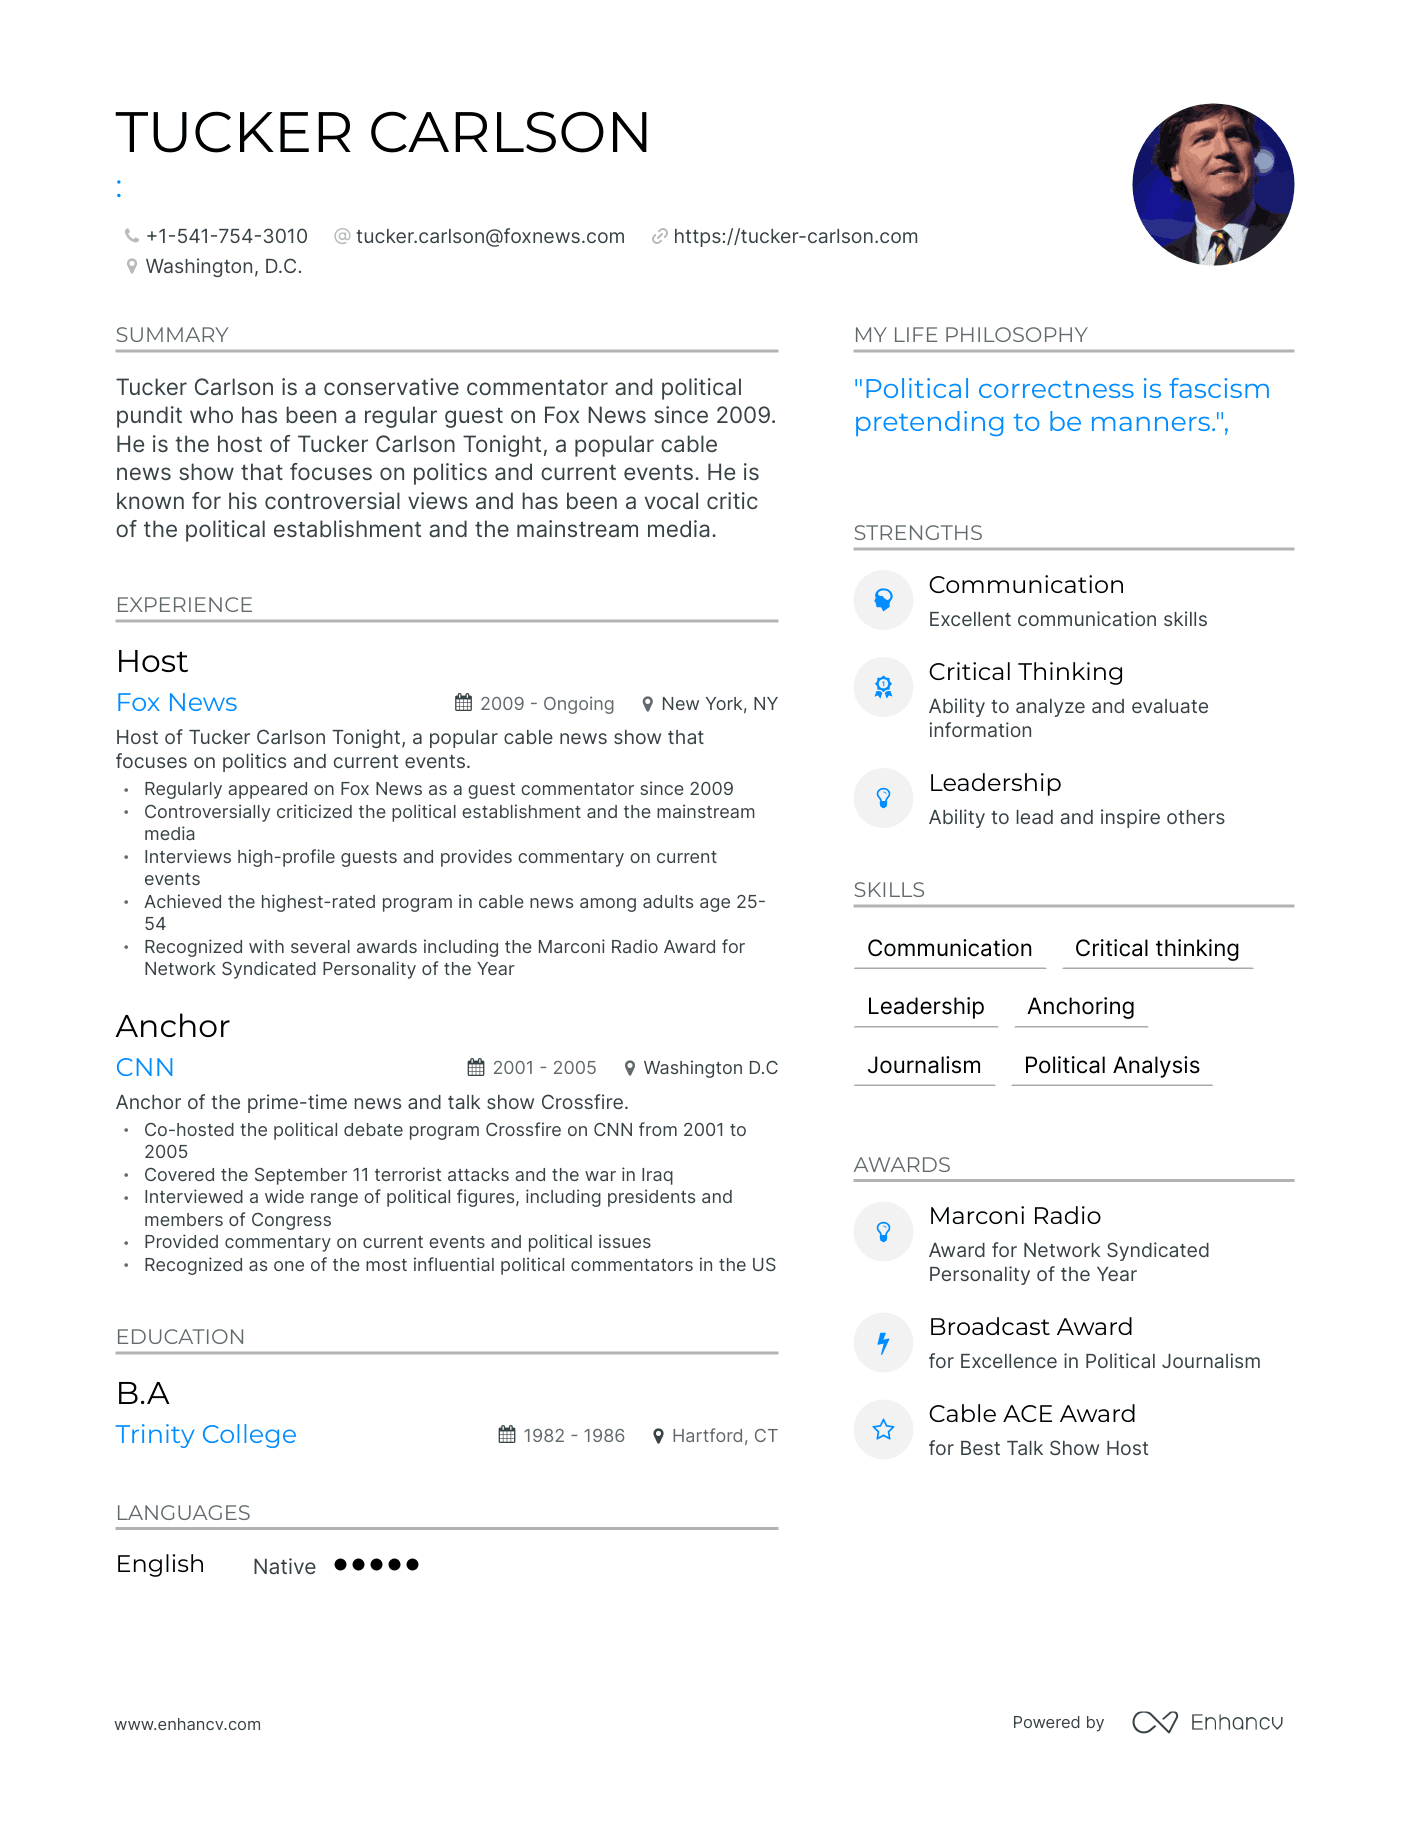 TUCKER CARLSON
:
+1-541-754-3010 @ tucker.carlson@foxnews.com https://tucker-carlson.com
Washington, D.C.
SUMMARY
Tucker Carlson is a conservative commentator and political
pundit who has been a regular guest on Fox News since 2009.
He is the host of Tucker Carlson Tonight, a popular cable
news show that focuses on politics and current events. He is
known for his controversial views and has been a vocal critic
of the political establishment and the mainstream media.
EXPERIENCE
Host
Fox News 2009 - Ongoing New York, NY
Host of Tucker Carlson Tonight, a popular cable news show that
focuses on politics and current events.
• Regularly appeared on Fox News as a guest commentator since 2009
• Controversially criticized the political establishment and the mainstream
media
• Interviews high-profile guests and provides commentary on current
events
• Achieved the highest-rated program in cable news among adults age 25-
54
• Recognized with several awards including the Marconi Radio Award for
Network Syndicated Personality of the Year
Anchor
CNN 2001 - 2005 Washington D.C
Anchor of the prime-time news and talk show Crossfire.
• Co-hosted the political debate program Crossfire on CNN from 2001 to
2005
• Covered the September 11 terrorist attacks and the war in Iraq
• Interviewed a wide range of political figures, including presidents and
members of Congress
• Provided commentary on current events and political issues
• Recognized as one of the most influential political commentators in the US
EDUCATION
B.A
Trinity College 1982 - 1986 Hartford, CT
LANGUAGES
English Native
MY LIFE PHILOSOPHY
"Political correctness is fascism
pretending to be manners.",
STRENGTHS
Communication
Excellent communication skills
Critical Thinking
Ability to analyze and evaluate
information
Leadership
Ability to lead and inspire others
SKILLS
Communication Critical thinking
Leadership Anchoring
Journalism Political Analysis
AWARDS
Marconi Radio
Award for Network Syndicated
Personality of the Year
Broadcast Award
for Excellence in Political Journalism
Cable ACE Award
for Best Talk Show Host
www.enhancv.com
Powered by Enhancv